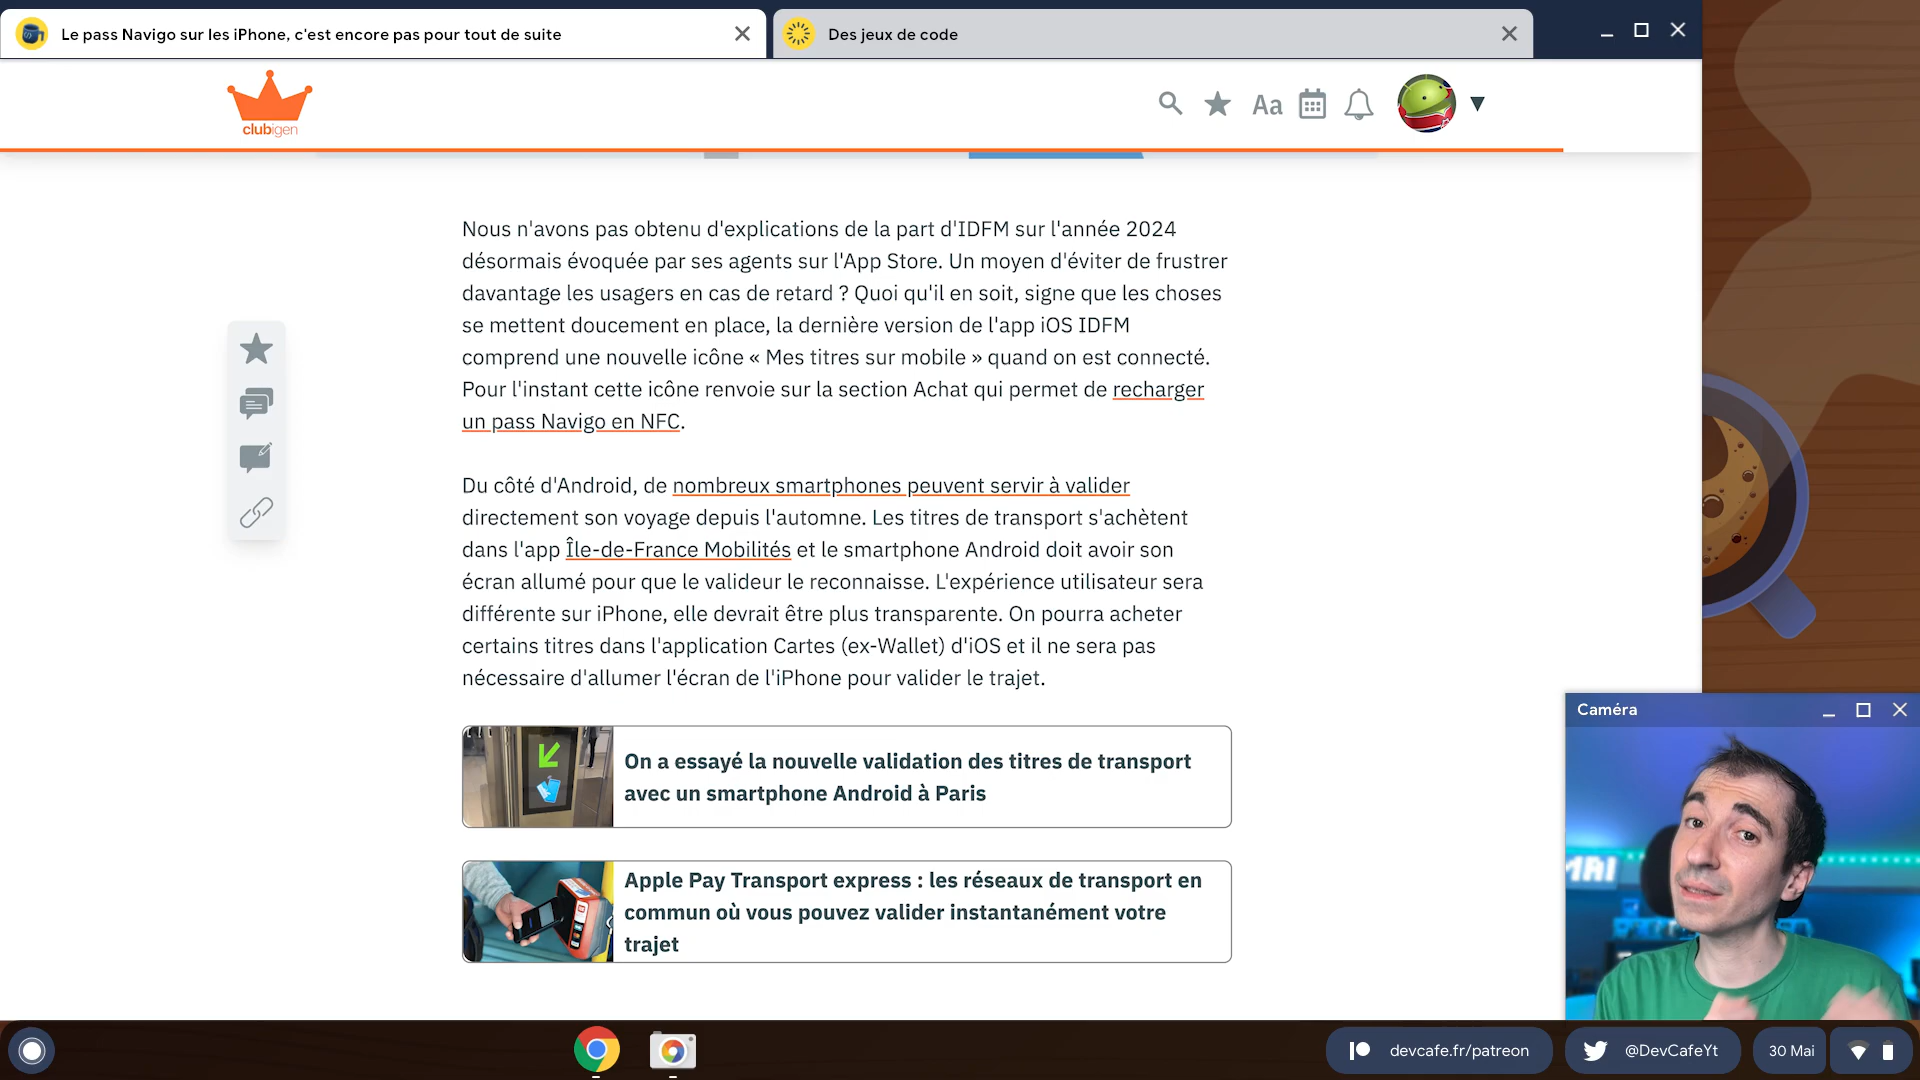 Le pass Navigo sur les iPhone, c'est encore pas pour tout de suite
Des jeux de code
clubigen
Aa
Nous n'avons pas obtenu d'explications de la part d'IDFM sur l'année 2024
désormais évoquée par ses agents sur l'App Store. Un moyen d'éviter de frustrer
davantage les usagers en cas de retard ? Quoi qu'il en soit, signe que les choses
se mettent doucement en place, la dernière version de l'app iOS IDFM
comprend une nouvelle icône « Mes titres sur mobile » quand on est connecté.
Pour l'instant cette icône renvoie sur la section Achat qui permet de recharger
un pass Navigo en NFC.
Du côté d'Android, de nombreux smartphones peuvent servir à valider
directement son voyage depuis l'automne. Les titres de transport s'achètent
dans l'app Île-de-France Mobilités et le smartphone Android doit avoir son
écran allumé pour que le valideur le reconnaisse. L'expérience utilisateur sera
différente sur iPhone, elle devrait être plus transparente. On pourra acheter
certains titres dans l'application Cartes (ex-Wallet) d'iOS et il ne sera pas
nécessaire d'allumer l'écran de l'iPhone pour valider le trajet.
On a essayé la nouvelle validation des titres de transport
avec un smartphone Android à Paris
Apple Pay Transport express : les réseaux de transport en
commun où vous pouvez valider instantanément votre
trajet
Caméra
MAI
devcafe.fr/patreon
@DevCafeYt
30 Mai